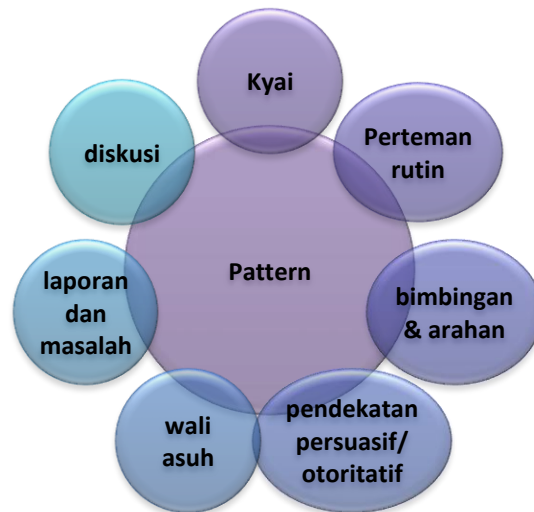 Kyai
Perteman
rutin
bimbingan
& arahan
pendekatan
persuasif/
otoritatif
wali
asuh
laporan
dan
masalah
diskusi
Pattern